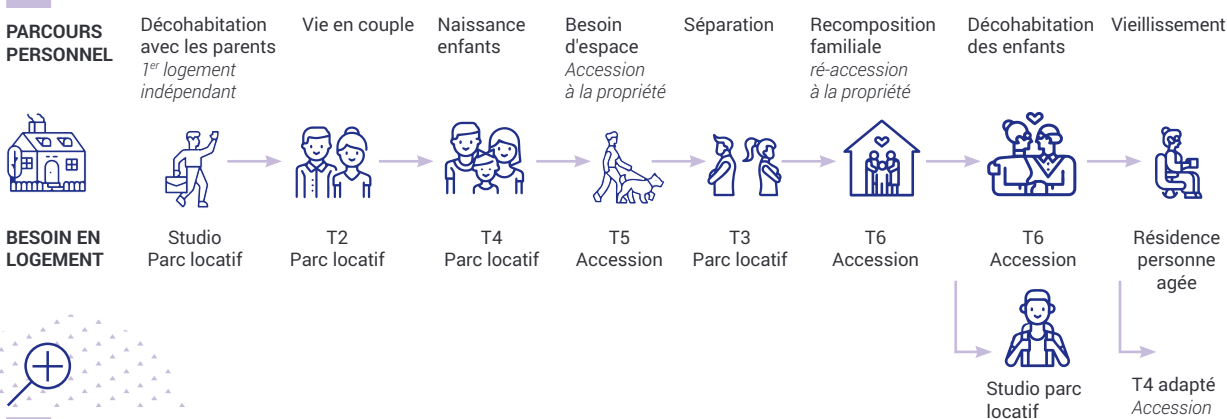 PARCOURS
PERSONNEL
Décohabitation
avec les parents
1er logement
indépendant
Vie en couple
Naissance
enfants
Besoin
d'espace
Accession
à la propriété
Séparation
Recomposition
familiale
ré-accession
à la propriété
Décohabitation
des enfants
Vieillissement
BESOIN EN
LOGEMENT
Studio
Parc locatif
T2
Parc locatif
T4
Parc locatif
T5
Accession
T3
Parc locatif
T6
Accession
T6
Accession
Résidence
personne
agée
Studio parc
locatif
T4 adapté
Accession